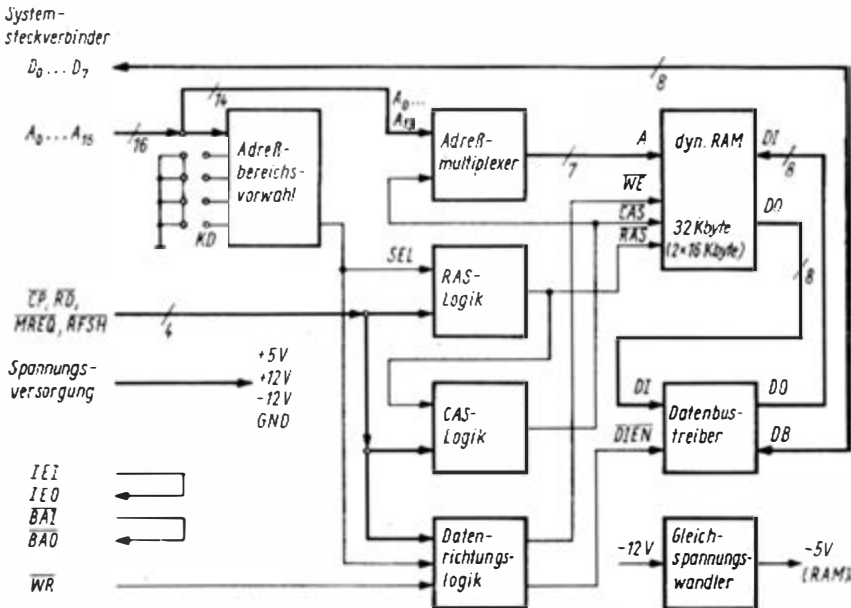 System-
steckverbinder
D₀...D₇
8
14
A₀...
A₁₃
A₀...A₁₅
16
Adreß-
bereichs-
vorwahl
KD
Adreß-
multiplexer
7
A
WE
CAS
RAS
dyn. RAM
32 Kbyte
(2×16 Kbyte)
DI
8
DO
8
SEL
RAS-
Logik
CP, RD,
MREQ, RFSH
4
Spannungs-
versorgung
+5V
+12V
-12V
GND
CAS-
Logik
DI
DIEN
Datenbus-
treiber
DO
DB
IEI
IEO
BAI
BAO
WR
Daten-
richtungs-
logik
-12V
Gleich-
spannungs-
wandler
-5V
(RAM)